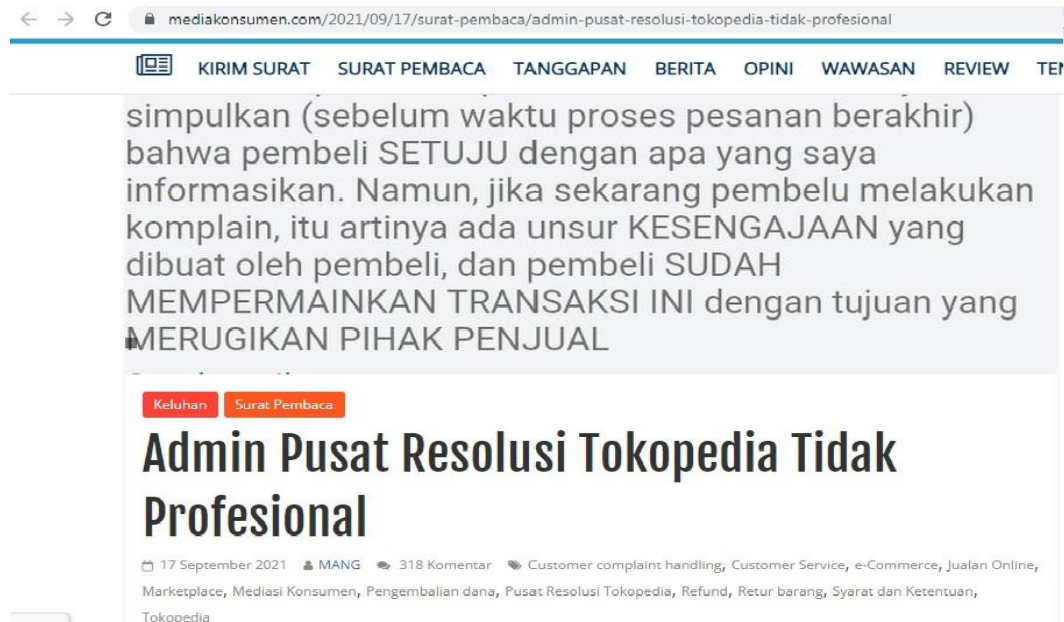 mediakonsumen.com/2021/09/17/surat-pembaca/admin-pusat-resolusi-tokopedia-tidak-profesional
KIRIM SURAT SURAT PEMBACA TANGGAPAN BERITA OPINI WAWASAN REVIEW
simpulkan (sebelum waktu proses pesanan berakhir)
bahwa pembeli SETUJU dengan apa yang saya
informasikan. Namun, jika sekarang pembelu melakukan
komplain, itu artinya ada unsur KESENGAJAAN yang
dibuat oleh pembeli, dan pembeli SUDAH
MEMPERMAINKAN TRANSAKSI INI dengan tujuan yang
MERUGIKAN PIHAK PENJUAL
Keluhan Surat Pembaca
Admin Pusat Resolusi Tokopedia Tidak
Profesional
17 September 2021 MANG 318 Komentar Customer complaint handling, Customer Service, e-Commerce, Jualan Online,
Marketplace, Mediasi Konsumen, Pengembalian dana, Pusat Resolusi Tokopedia, Refund, Retur barang, Syarat dan Ketentuan,
Tokopedia